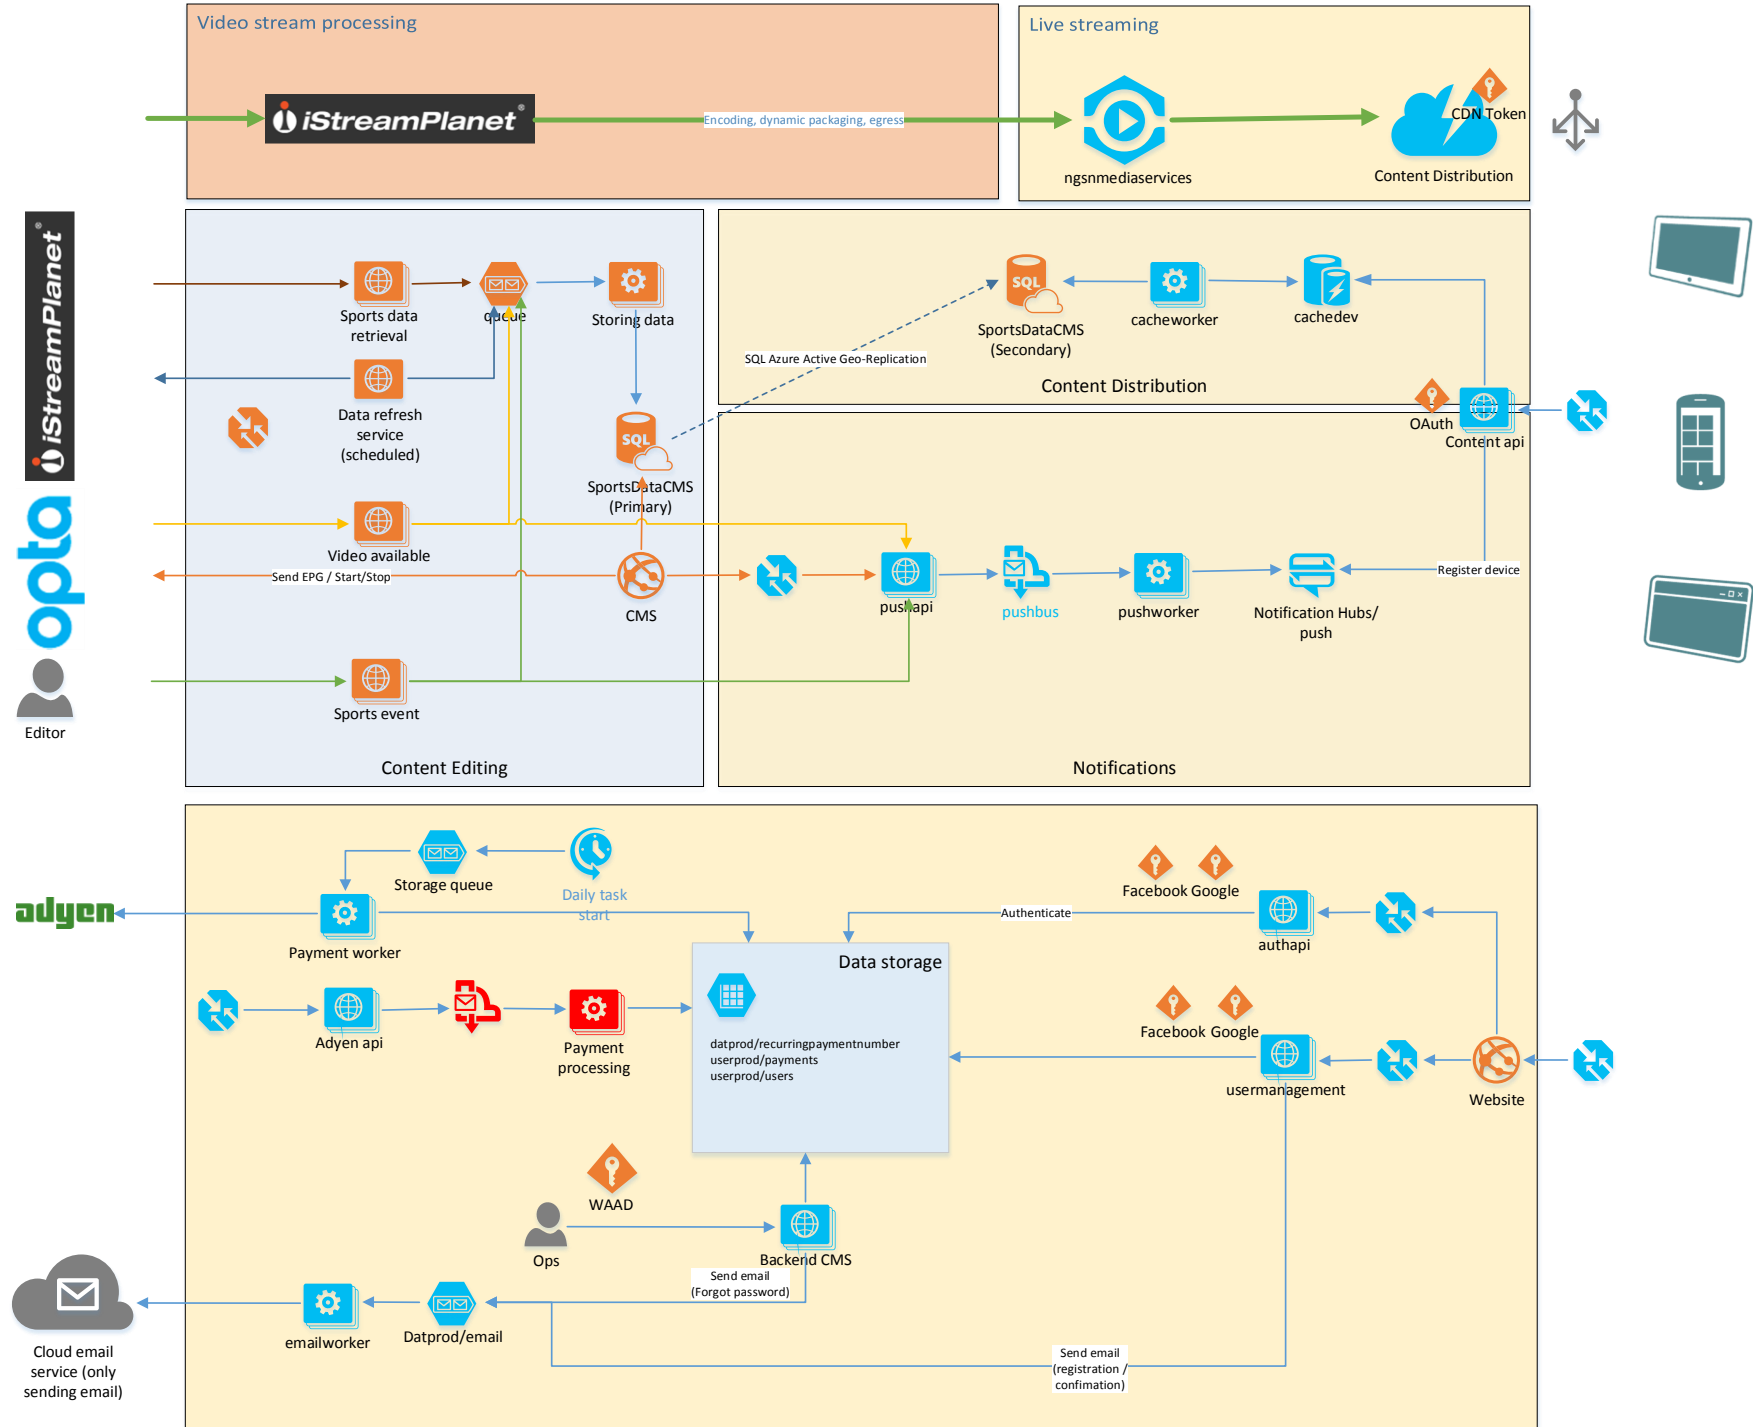 Video stream processing
Live streaming
iStreamPlanet
Encoding, dynamic packaging, egress
CDN Token
ngsnmediaservices
Content Distribution
iStreamPlanet
opta
Editor
Sports data
retrieval
queue
Storing data
Data refresh
service
(scheduled)
SQL
SportsDataCMS
(Primary)
Video available
Send EPG / Start/Stop
CMS
Sports event
Content Editing
SQL
SportsDataCMS
(Secondary)
cacheworker
cachedev
SQL Azure Active Geo-Replication
Content Distribution
OAuth
Content api
pushapi
pushbus
pushworker
Notification Hubs/
push
Register device
Notifications
adyen
Storage queue
Daily task
start
Payment worker
Facebook Google
Authenticate
authapi
Data storage
datprod/recurringpaymentnumber
userprod/payments
userprod/users
Adyen api
Payment
processing
Facebook Google
usermanagement
Website
WAAD
Ops
Backend CMS
Send email
(Forgot password)
emailworker
Datprod/email
Cloud email
service (only
sending email)
Send email
(registration /
confimation)